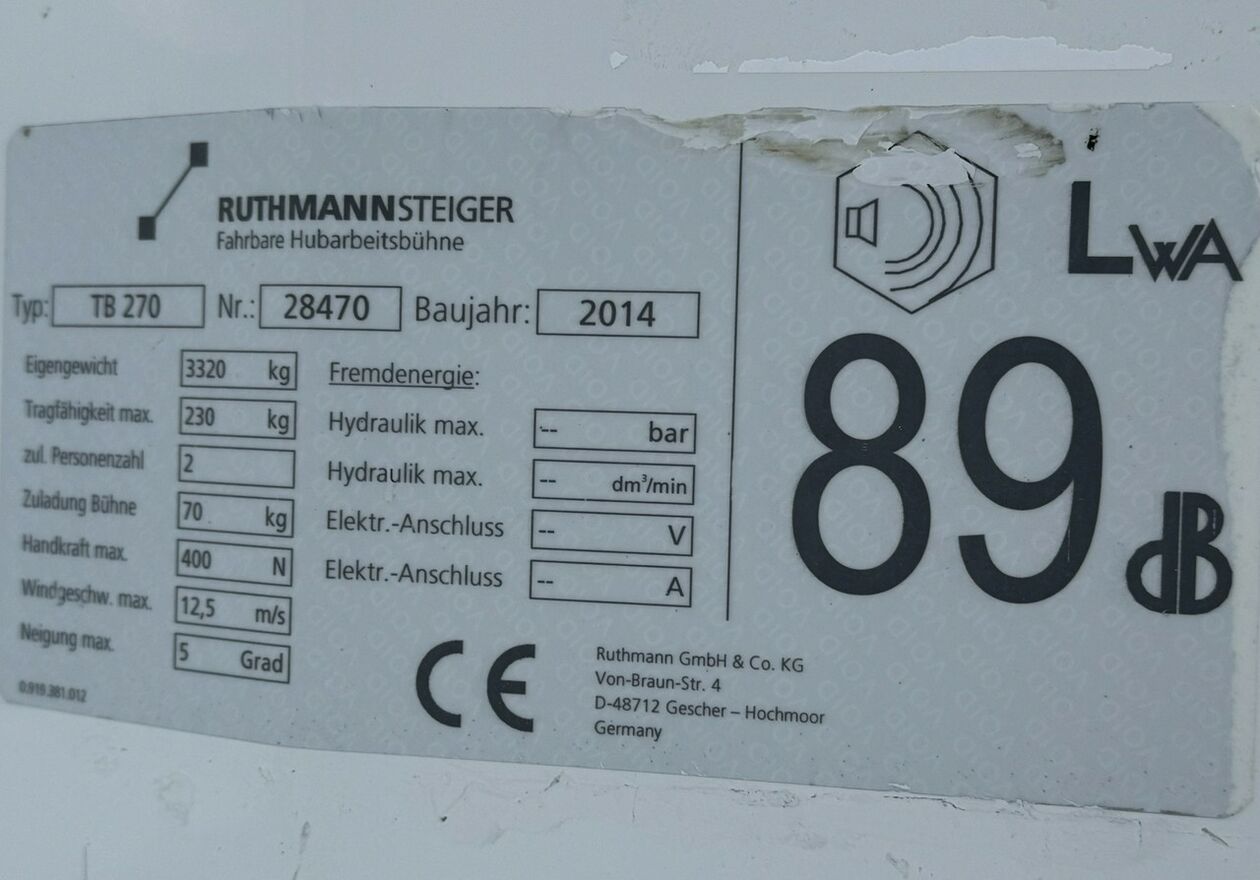 RUTHMANNSTEIGER
Fahrbare Hubarbeitsbühne
Typ: TB 270 Nr.: 28470 Baujahr: 2014
Eigengewicht 3320 kg
Tragfähigkeit max. 230 kg
zul. Personenzahl 2
Zuladung Bühne 70 kg
Handkraft max. 400 N
Windgeschw. max. 12,5 m/s
Neigung max. 5 Grad
0.919.381.012
Fremdenergie:
Hydraulik max. -- bar
Hydraulik max. -- dm³/min
Elektr.-Anschluss -- V
Elektr.-Anschluss -- A
CE
Ruthmann GmbH & Co. KG
Von-Braun-Str. 4
D-48712 Gescher – Hochmoor
Germany
LWA
89 dB